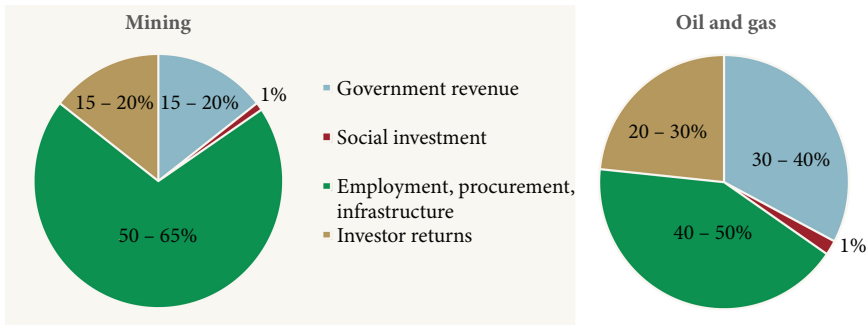 Mining
15 – 20%
15 – 20%
1%
50 – 65%
Government revenue
Social investment
Employment, procurement,
infrastructure
Investor returns
Oil and gas
20 – 30%
30 – 40%
40 – 50%
1%